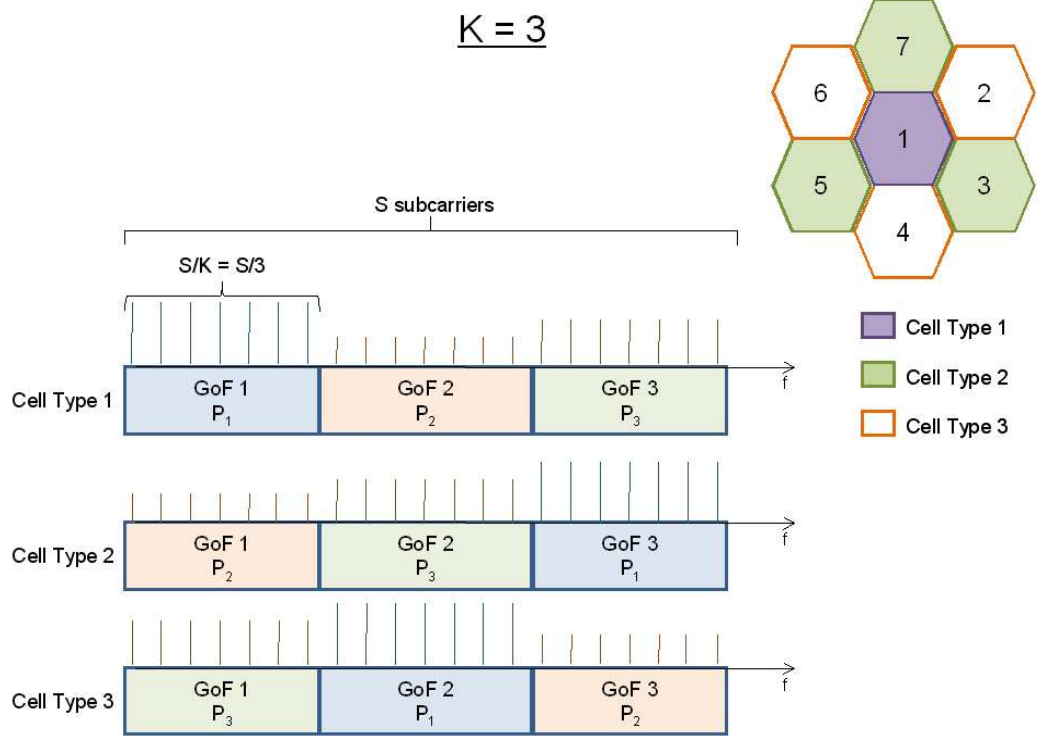 K = 3
7
6
2
1
5
3
4
S subcarriers
S/K = S/3
Cell Type 1
Cell Type 2
Cell Type 3
Cell Type 1
GoF 1
P₁
GoF 2
P₂
GoF 3
P₃
f
Cell Type 2
GoF 1
P₂
GoF 2
P₃
GoF 3
P₁
f
Cell Type 3
GoF 1
P₃
GoF 2
P₁
GoF 3
P₂
f